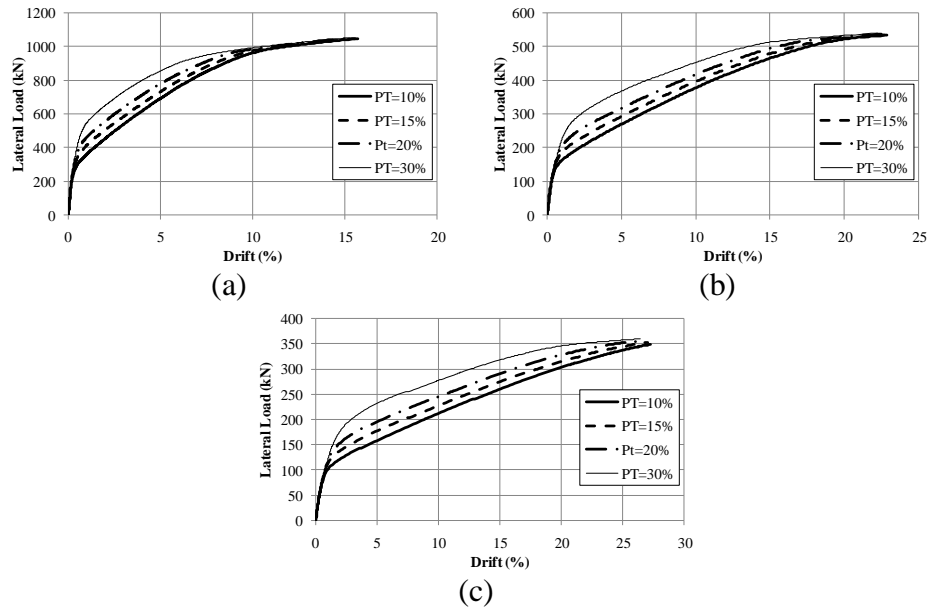 1200
1000
800
600
400
200
0
Lateral Load (kN)
PT=10%
PT=15%
Pt=20%
PT=30%
0 5 10 15 20
Drift (%)
(a)
600
500
400
300
200
100
0
Lateral Load (kN)
PT=10%
PT=15%
Pt=20%
PT=30%
0 5 10 15 20 25
Drift (%)
(b)
400
350
300
250
200
150
100
50
0
Lateral Load (kN)
PT=10%
PT=15%
Pt=20%
PT=30%
0 5 10 15 20 25 30
Drift (%)
(c)